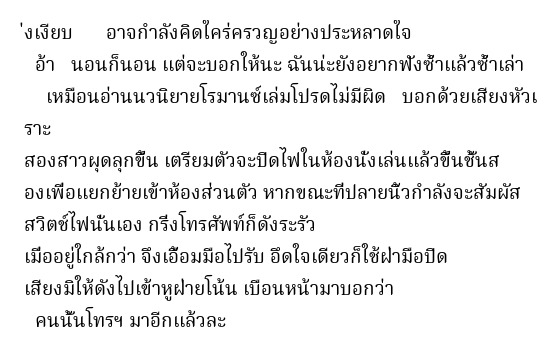 ่งเงียบ อาจกำลังคิดใคร่ครวญอย่างประหลาดใจ
อ้า นอนก็นอน แต่จะบอกให้นะ ฉันน่ะยังอยากฟังซ้ำแล้วซ้ำเล่า
เหมือนอ่านนวนิยายโรมานซ์เล่มโปรดไม่มีผิด บอกด้วยเสียงหัวเ
ราะ
สองสาวผุดลุกขึ้น เตรียมตัวจะปิดไฟในห้องนั่งเล่นแล้วขึ้นชั้นส
องเพื่อแยกย้ายเข้าห้องส่วนตัว หากขณะที่ปลายนิ้วกำลังจะสัมผัส
สวิตช์ไฟนั้นเอง กริ่งโทรศัพท์ก็ดังระรัว
เมื่ออยู่ใกล้กว่า จึงเอื้อมมือไปรับ อึดใจเดียวก็ใช้ฝ่ามือปิด
เสียงมิให้ดังไปเข้าหูฝ่ายโน้น เบือนหน้ามาบอกว่า
คนนั้นโทรฯ มาอีกแล้วละ